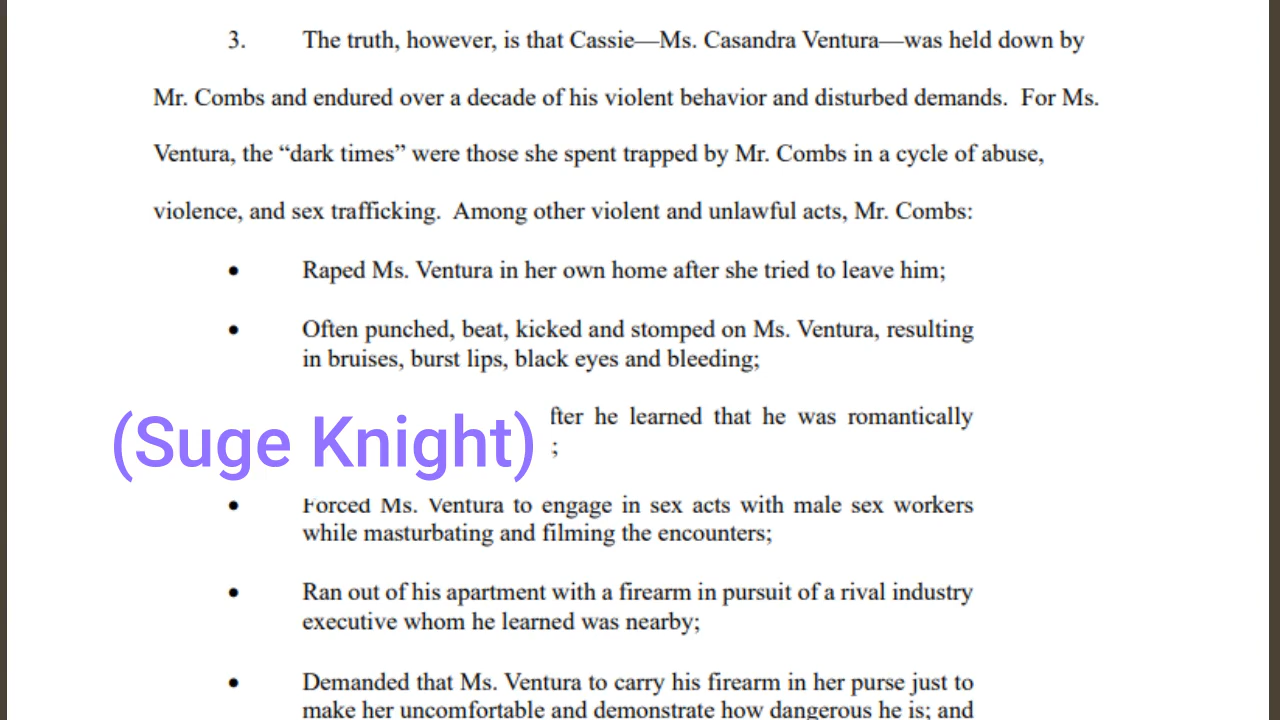 3. The truth, however, is that Cassie—Ms. Casandra Ventura—was held down by
Mr. Combs and endured over a decade of his violent behavior and disturbed demands. For Ms.
Ventura, the “dark times” were those she spent trapped by Mr. Combs in a cycle of abuse,
violence, and sex trafficking. Among other violent and unlawful acts, Mr. Combs:
● Raped Ms. Ventura in her own home after she tried to leave him;
● Often punched, beat, kicked and stomped on Ms. Ventura, resulting
in bruises, burst lips, black eyes and bleeding;
(Suge Knight)
fter he learned that he was romantically
;
● Forced Ms. Ventura to engage in sex acts with male sex workers
while masturbating and filming the encounters;
● Ran out of his apartment with a firearm in pursuit of a rival industry
executive whom he learned was nearby;
● Demanded that Ms. Ventura to carry his firearm in her purse just to
make her uncomfortable and demonstrate how dangerous he is; and